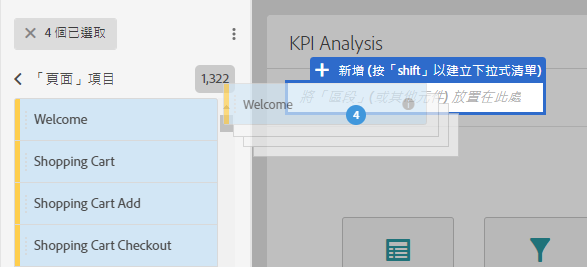 4 個已選取
「頁面」項目
1,322
Welcome
Shopping Cart
Shopping Cart Add
Shopping Cart Checkout
KPI Analysis
新增 (按「shift」以建立下拉式清單)
將「區段」(或其他元件) 放置在此處
Welcome
4